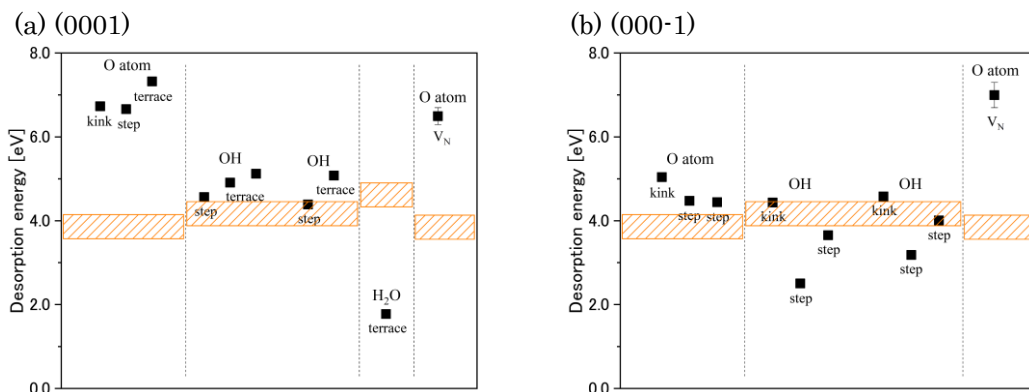 (a) (0001)
Desorption energy [eV]
8.0
6.0
4.0
2.0
0.0
O atom
terrace
kink
step
OH
terrace
step
OH
terrace
step
H2O
terrace
O atom
VN
(b) (000-1)
Desorption energy [eV]
8.0
6.0
4.0
2.0
0.0
O atom
kink
step step
OH
kink
step
step
OH
kink
step
step
O atom
VN